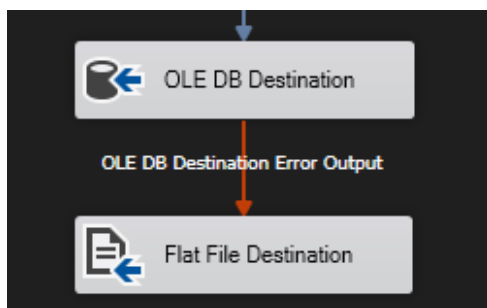 OLE DB Destination
OLE DB Destination Error Output
Flat File Destination